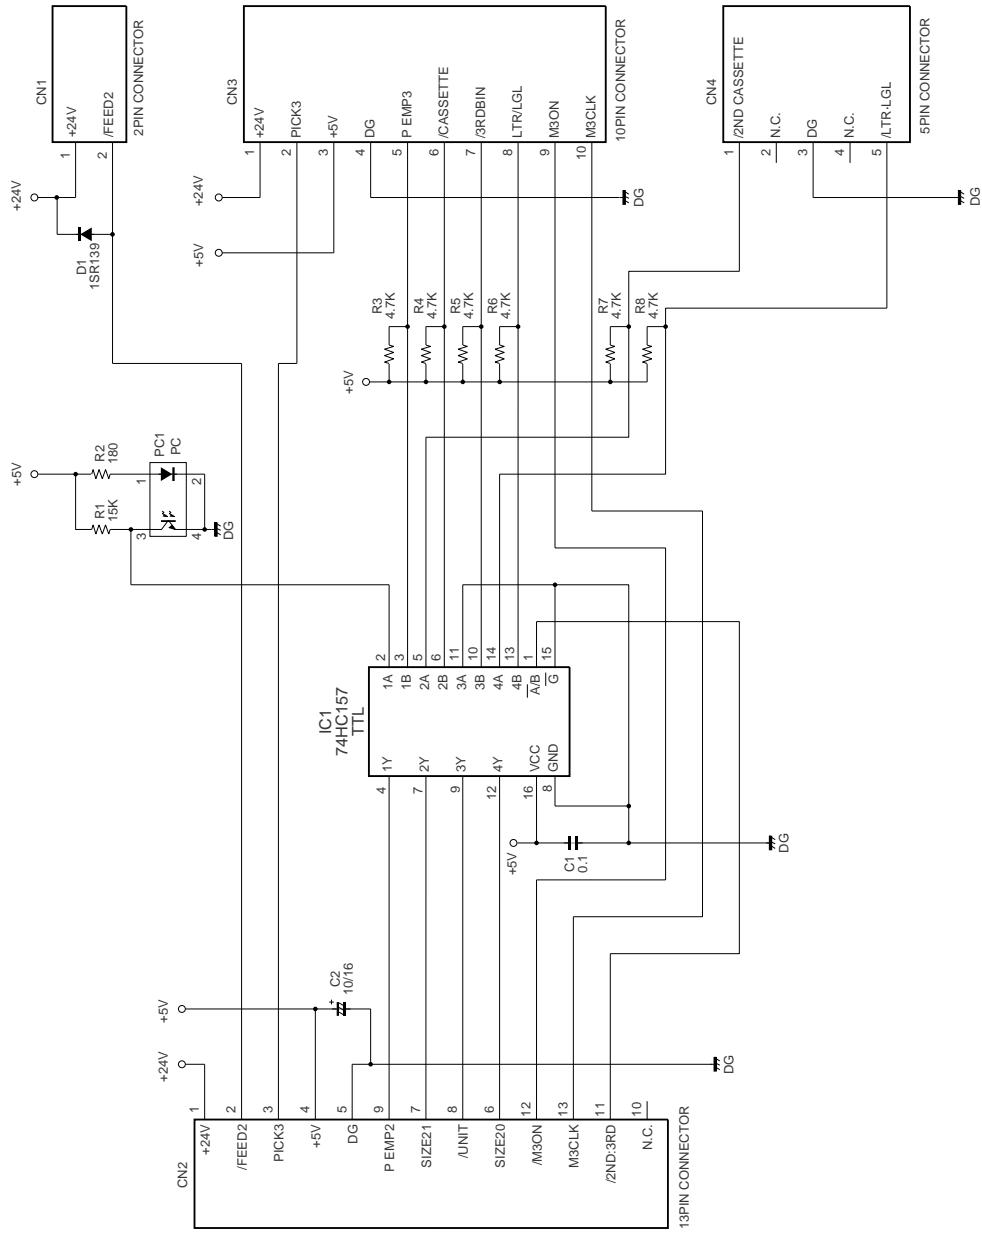 CN1
2PIN CONNECTOR
+24V
/FEED2
1
2
+24V
D1
1SR139
CN3
10PIN CONNECTOR
+24V
PICK3
+5V
DG
P EMP3
/CASSETTE
/3RDBIN
LTR/LGL
M3ON
M3CLK
1
2
3
4
5
6
7
8
9
10
+24V
+5V
DG
CN4
5PIN CONNECTOR
/2ND CASSETTE
N.C.
DG
N.C.
/LTR·LGL
1
2
3
4
5
DG
R3
4.7K
R4
4.7K
R5
4.7K
R6
4.7K
R7
4.7K
R8
4.7K
+5V
+5V
R2
180
R1
15K
PC1
PC
1
2
3
4
DG
IC1
74HC157
TTL
2
3
5
6
11
10
14
13
1
15
1A
1B
2A
2B
3A
3B
4A
4B
A/B
G
1Y
2Y
3Y
4Y
VCC
GND
4
7
9
12
16
8
+5V
C1
0.1
DG
+5V
+24V
C2
10/16
+
DG
CN2
13PIN CONNECTOR
1
2
3
4
5
9
7
8
6
12
13
11
10
+24V
/FEED2
PICK3
+5V
DG
P EMP2
SIZE21
/UNIT
SIZE20
/M3ON
M3CLK
/2ND:3RD
N.C.